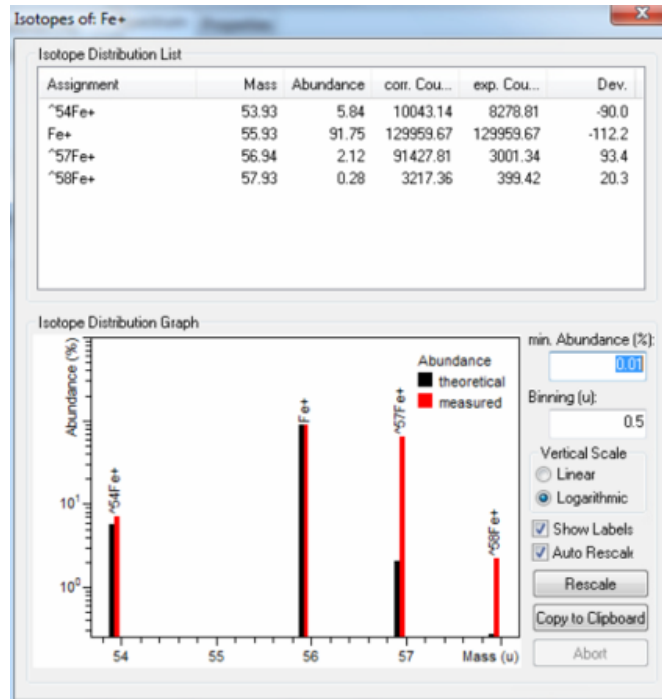 Isotopes of: Fe+
Isotope Distribution List
Assignment Mass Abundance corr. Cou... exp. Cou... Dev.
^54Fe+ 53.93 5.84 10043.14 8278.81 -90.0
Fe+ 55.93 91.75 129959.67 129959.67 -112.2
^57Fe+ 56.94 2.12 91427.81 3001.34 93.4
^58Fe+ 57.93 0.28 3217.36 399.42 20.3
Isotope Distribution Graph
Abundance (%)
10^1
10^0
^54Fe+
Fe+
^57Fe+
^58Fe+
Abundance
theoretical
measured
54 55 56 57 Mass (u)
min. Abundance (%):
0.01
Binning (u):
0.5
Vertical Scale
Linear
Logarithmic
Show Labels
Auto Rescale
Rescale
Copy to Clipboard
Abort